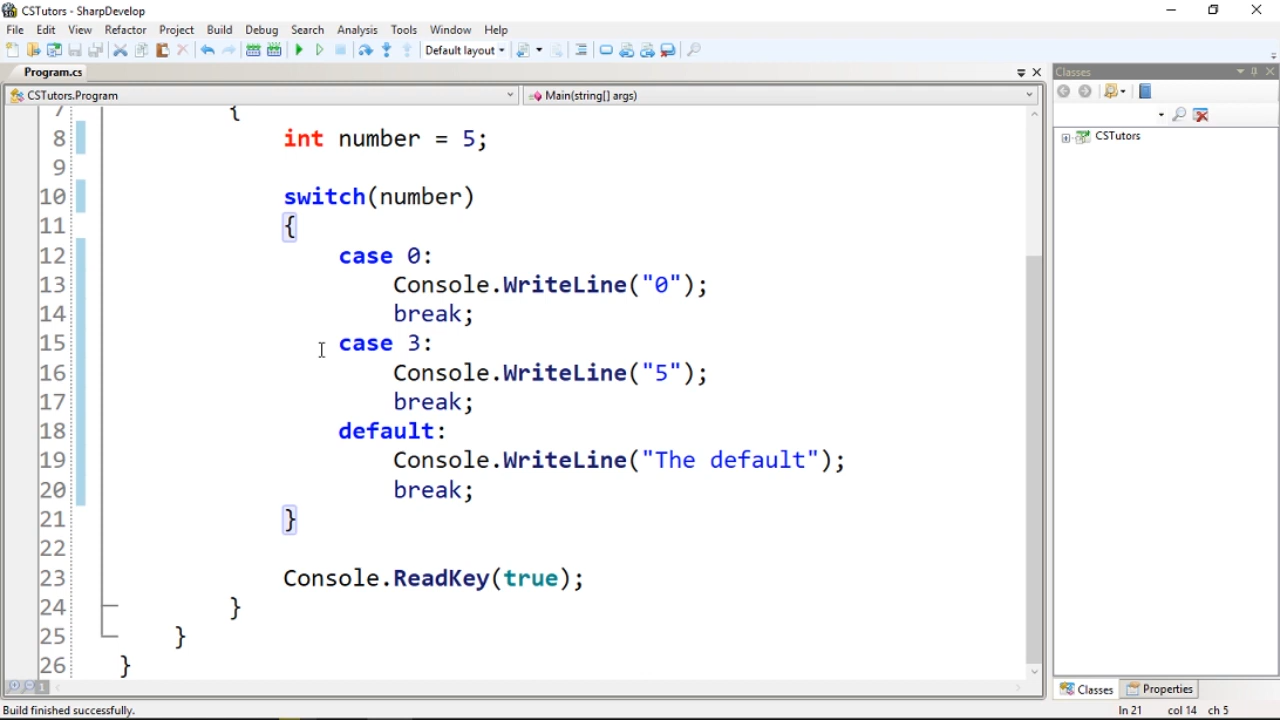 CSTutors - SharpDevelop
File Edit View Refactor Project Build Debug Search Analysis Tools Window Help
Default layout
Program.cs
Classes
CSTutors.Program
Main(string[] args)
CSTutors
7 {
8 int number = 5;
9
10 switch(number)
11 {
12 case 0:
13 Console.WriteLine("0");
14 break;
15 case 3:
16 Console.WriteLine("5");
17 break;
18 default:
19 Console.WriteLine("The default");
20 break;
21 }
22
23 Console.ReadKey(true);
24 }
25 }
26 }
1
Classes Properties
Build finished successfully.
ln 21 col 14 ch 5